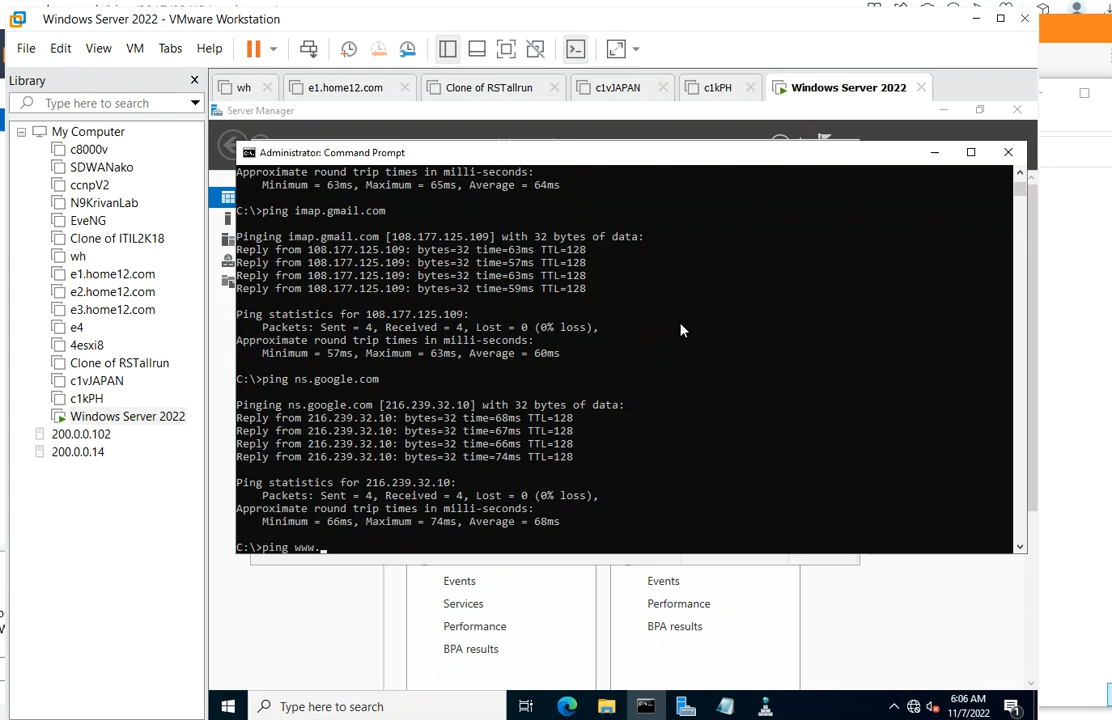 Windows Server 2022 - VMware Workstation
File Edit View VM Tabs Help
Library
Type here to search
My Computer
c8000v
SDWANako
ccnpV2
N9KrivanLab
EveNG
Clone of ITIL2K18
wh
e1.home12.com
e2.home12.com
e3.home12.com
e4
4esxi8
Clone of RSTallrun
c1vJAPAN
c1kPH
Windows Server 2022
200.0.0.102
200.0.0.14
wh e1.home12.com Clone of RSTallrun c1vJAPAN c1kPH Windows Server 2022
Server Manager
Administrator: Command Prompt
Approximate round trip times in milli-seconds:
Minimum = 63ms, Maximum = 65ms, Average = 64ms
C:\>ping imap.gmail.com
Pinging imap.gmail.com [108.177.125.109] with 32 bytes of data:
Reply from 108.177.125.109: bytes=32 time=63ms TTL=128
Reply from 108.177.125.109: bytes=32 time=57ms TTL=128
Reply from 108.177.125.109: bytes=32 time=63ms TTL=128
Reply from 108.177.125.109: bytes=32 time=59ms TTL=128
Ping statistics for 108.177.125.109:
Packets: Sent = 4, Received = 4, Lost = 0 (0% loss),
Approximate round trip times in milli-seconds:
Minimum = 57ms, Maximum = 63ms, Average = 60ms
C:\>ping ns.google.com
Pinging ns.google.com [216.239.32.10] with 32 bytes of data:
Reply from 216.239.32.10: bytes=32 time=68ms TTL=128
Reply from 216.239.32.10: bytes=32 time=67ms TTL=128
Reply from 216.239.32.10: bytes=32 time=66ms TTL=128
Reply from 216.239.32.10: bytes=32 time=74ms TTL=128
Ping statistics for 216.239.32.10:
Packets: Sent = 4, Received = 4, Lost = 0 (0% loss),
Approximate round trip times in milli-seconds:
Minimum = 66ms, Maximum = 74ms, Average = 68ms
C:\>ping www._
Events
Services
Performance
BPA results
Events
Performance
BPA results
Type here to search
6:06 AM
11/7/2022
1